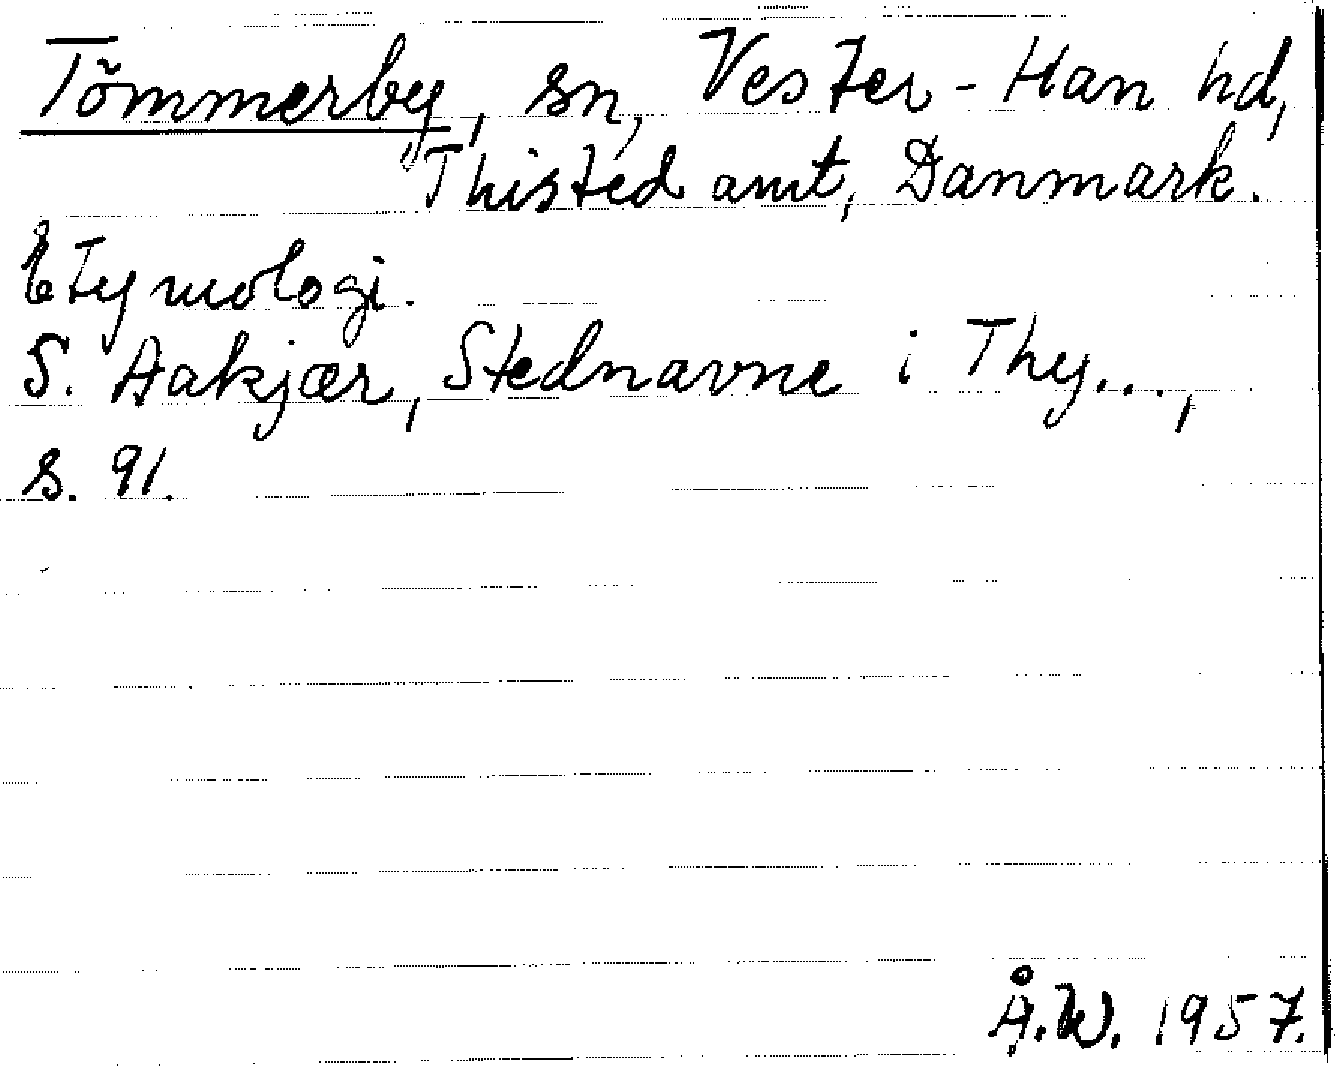 Tömmerby, sn, Vester-Han hd,
Thisted amt, Danmark.
Etymologi.
S. Aakjær, Stednavne i Thy...,
s. 91.
Å.W. 1957.